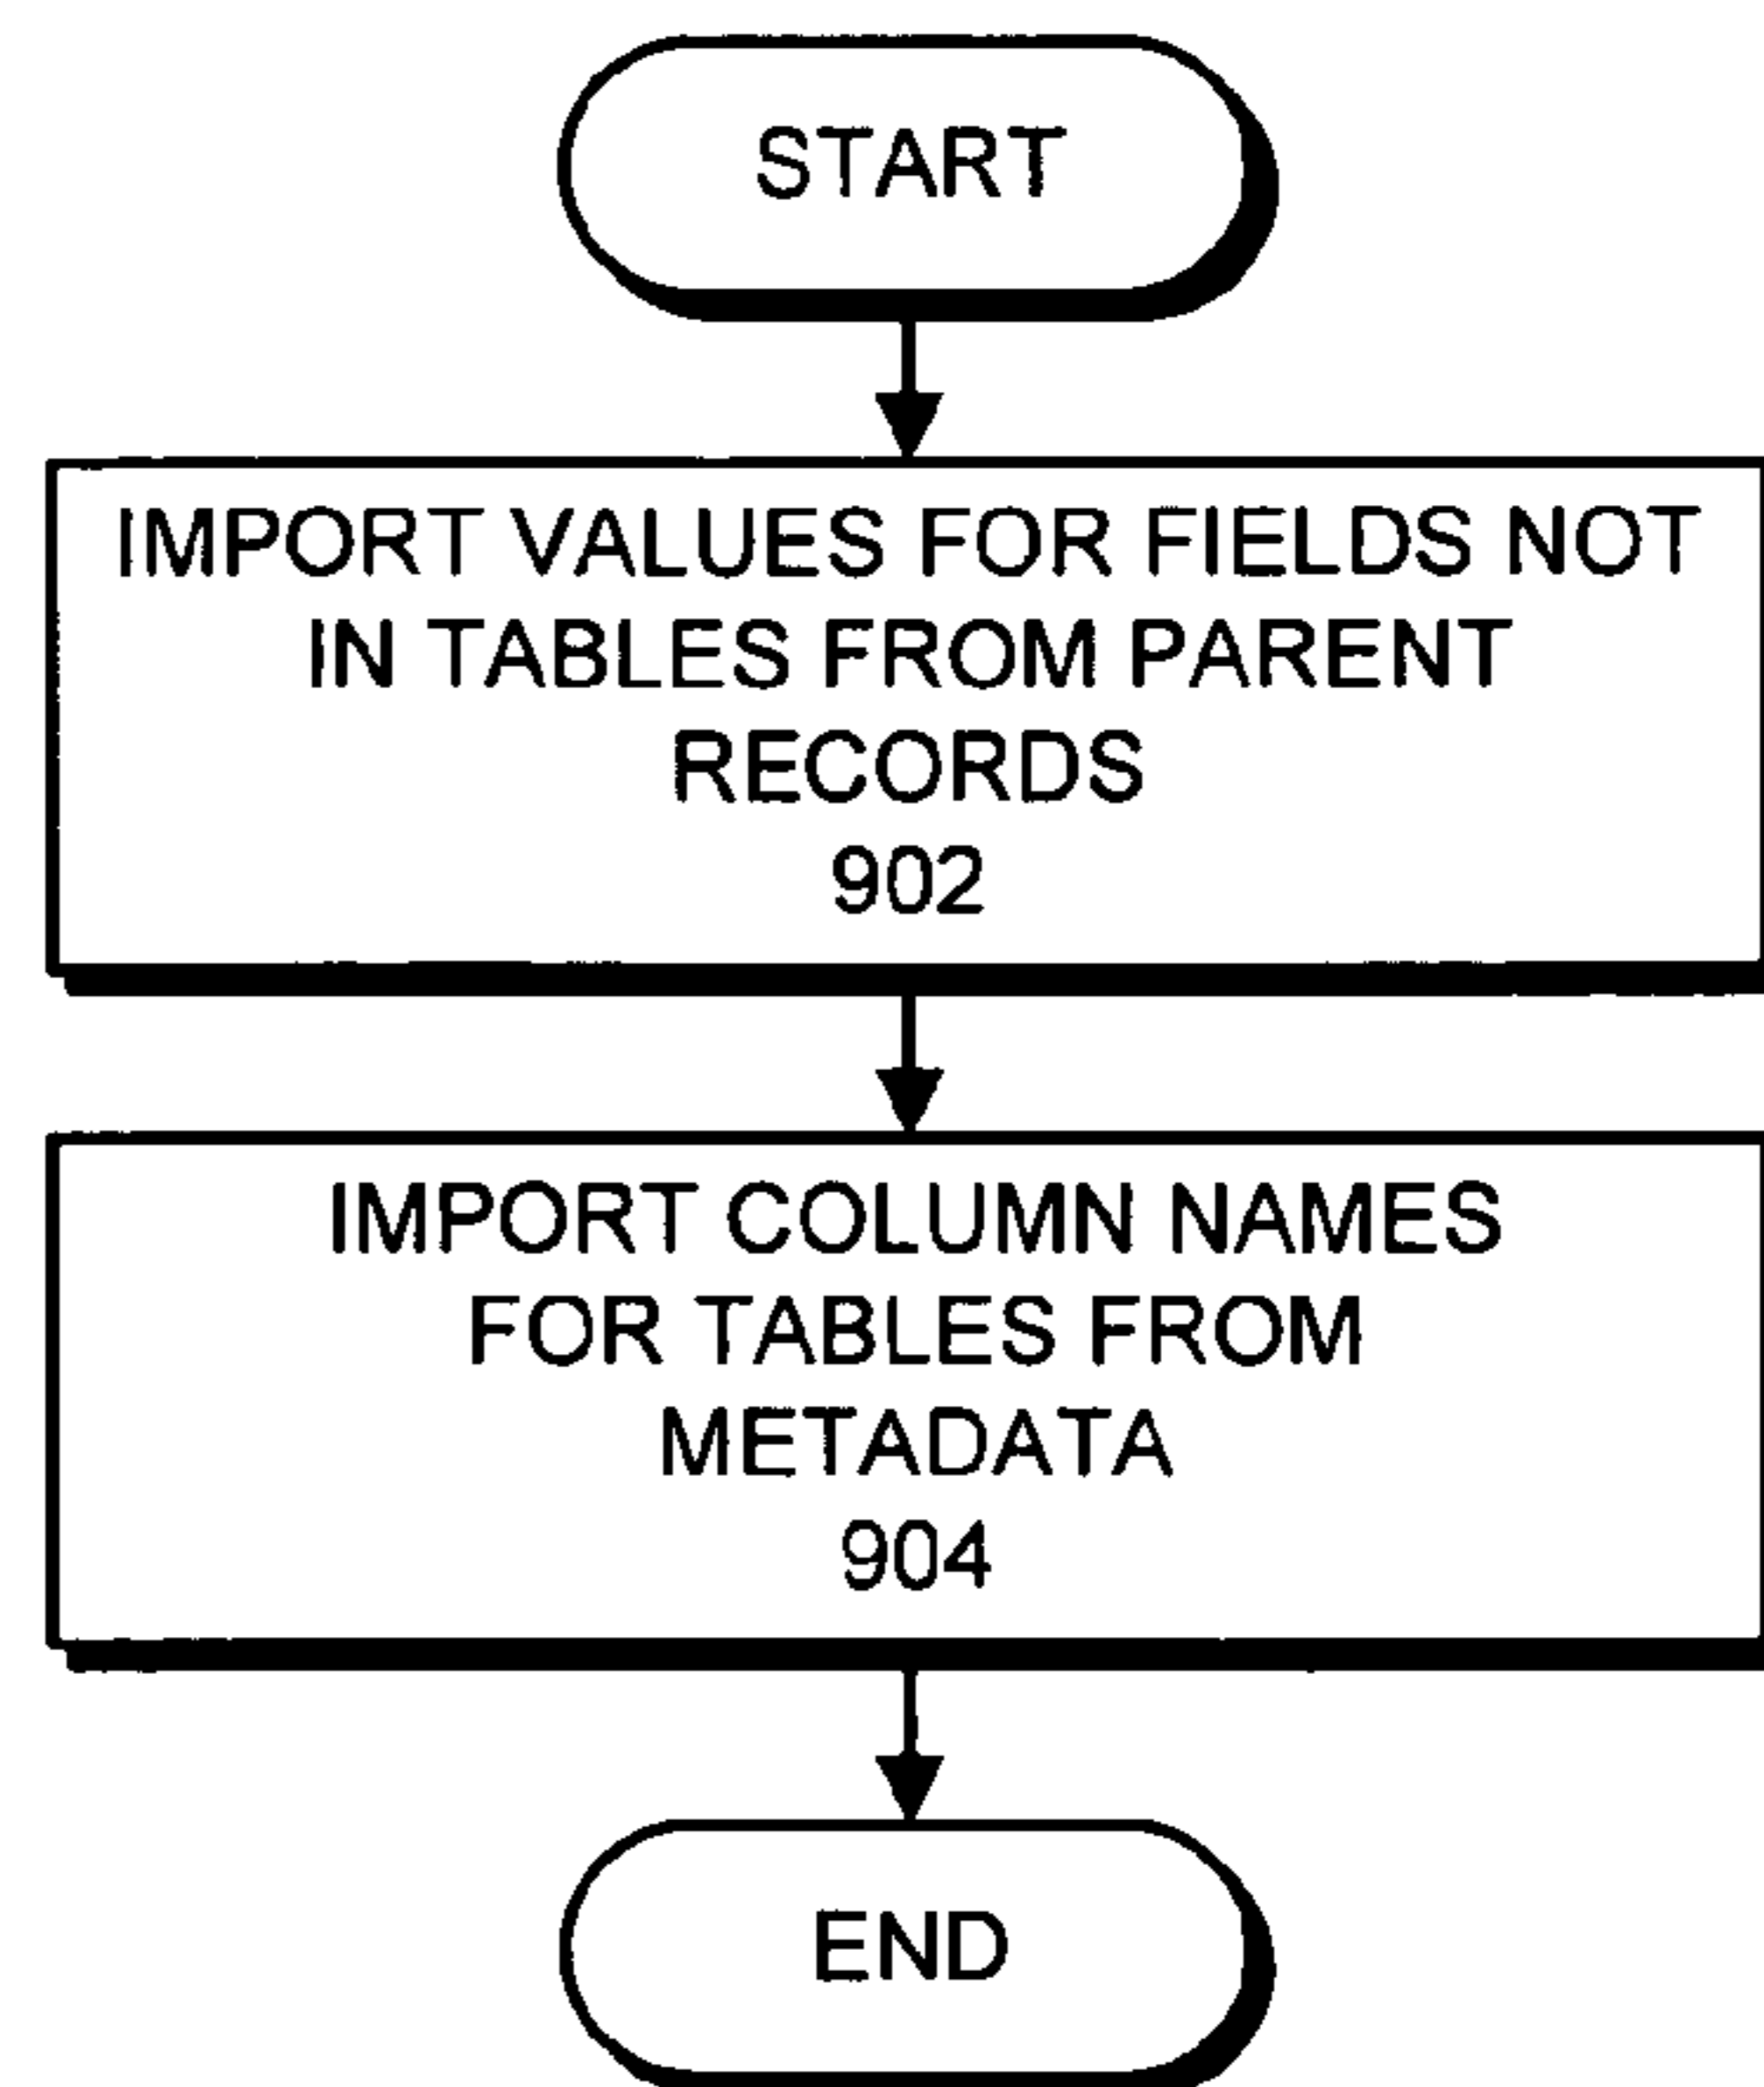 START
IMPORT VALUES FOR FIELDS NOT
IN TABLES FROM PARENT
RECORDS
902
IMPORT COLUMN NAMES
FOR TABLES FROM
METADATA
904
END